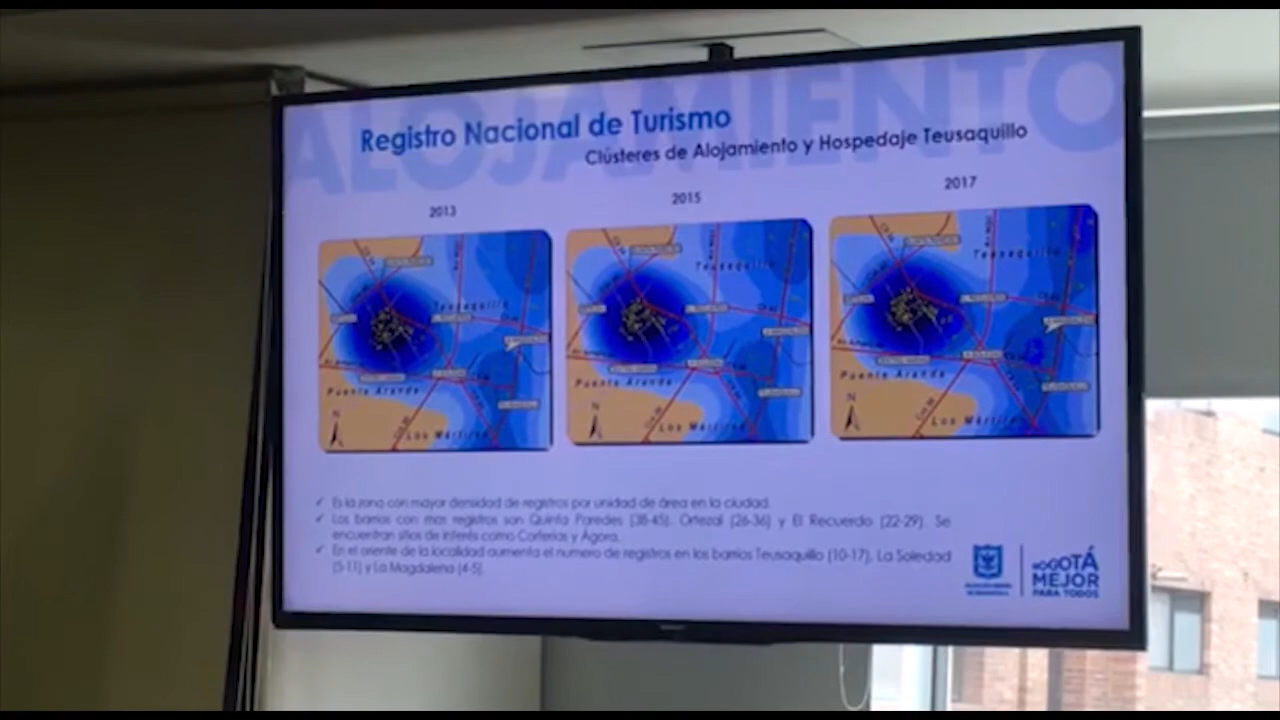 ALOJAMIENTO
Registro Nacional de Turismo
Clústeres de Alojamiento y Hospedaje Teusaquillo
2013
2015
2017
Teusaquillo
Puente Aranda
Los Mártires
N
Teusaquillo
Puente Aranda
Los Mártires
N
Teusaquillo
Puente Aranda
Los Mártires
N
✓ Es la zona con mayor densidad de registros por unidad de área en la ciudad.
✓ Los barrios con mas registros son Quinta Paredes (38-45), Ortezal (26-36) y El Recuerdo (22-29). Se
encuentran sitios de interés como Corferias y Ágora.
✓ En el oriente de la localidad aumenta el numero de registros en los barrios Teusaquillo (10-17), La Soledad
(5-11) y La Magdalena (4-5).
BOGOTÁ
MEJOR
PARA TODOS